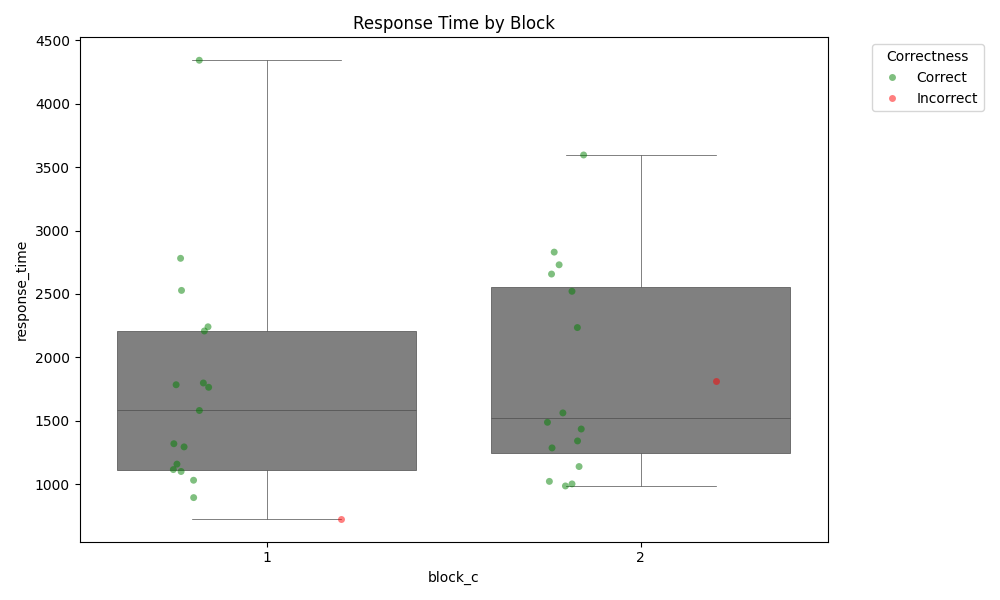 Response Time by Block
Correctness
Correct
Incorrect
4500
4000
3500
3000
2500
2000
1500
1000
response_time
1
2
block_c